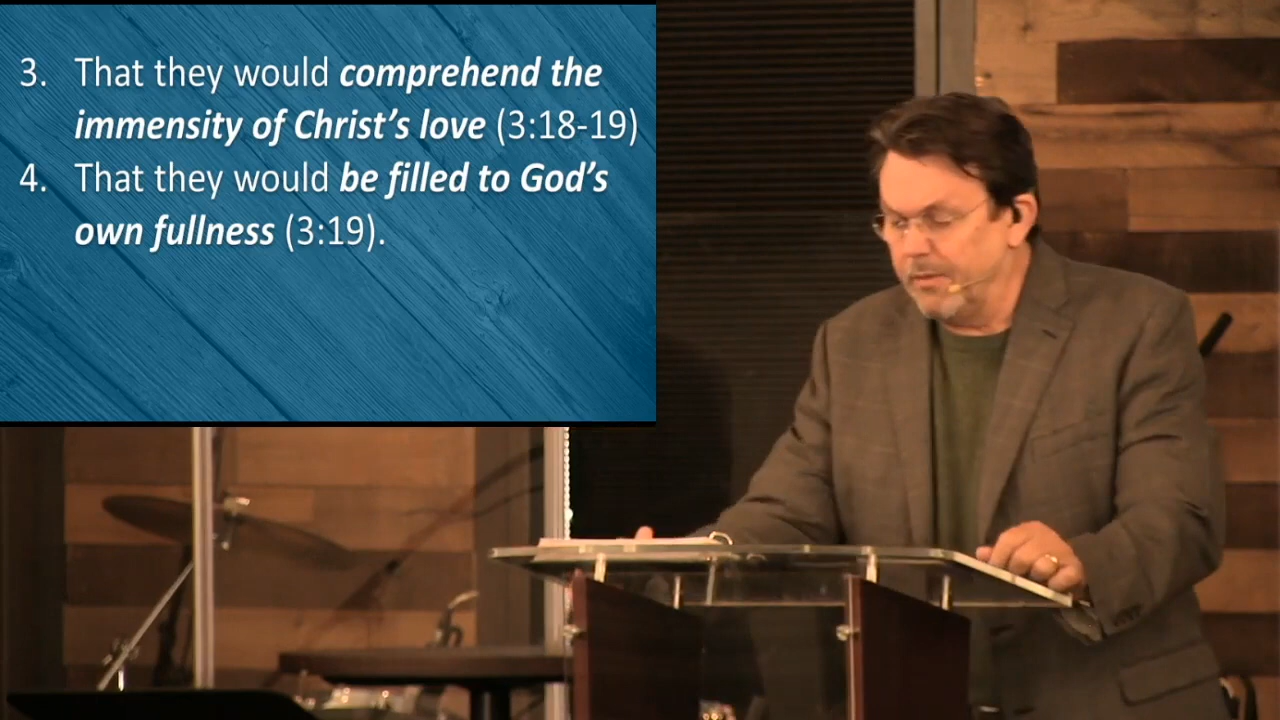 3. That they would comprehend the
immensity of Christ's love (3:18-19)
4. That they would be filled to God's
own fullness (3:19).